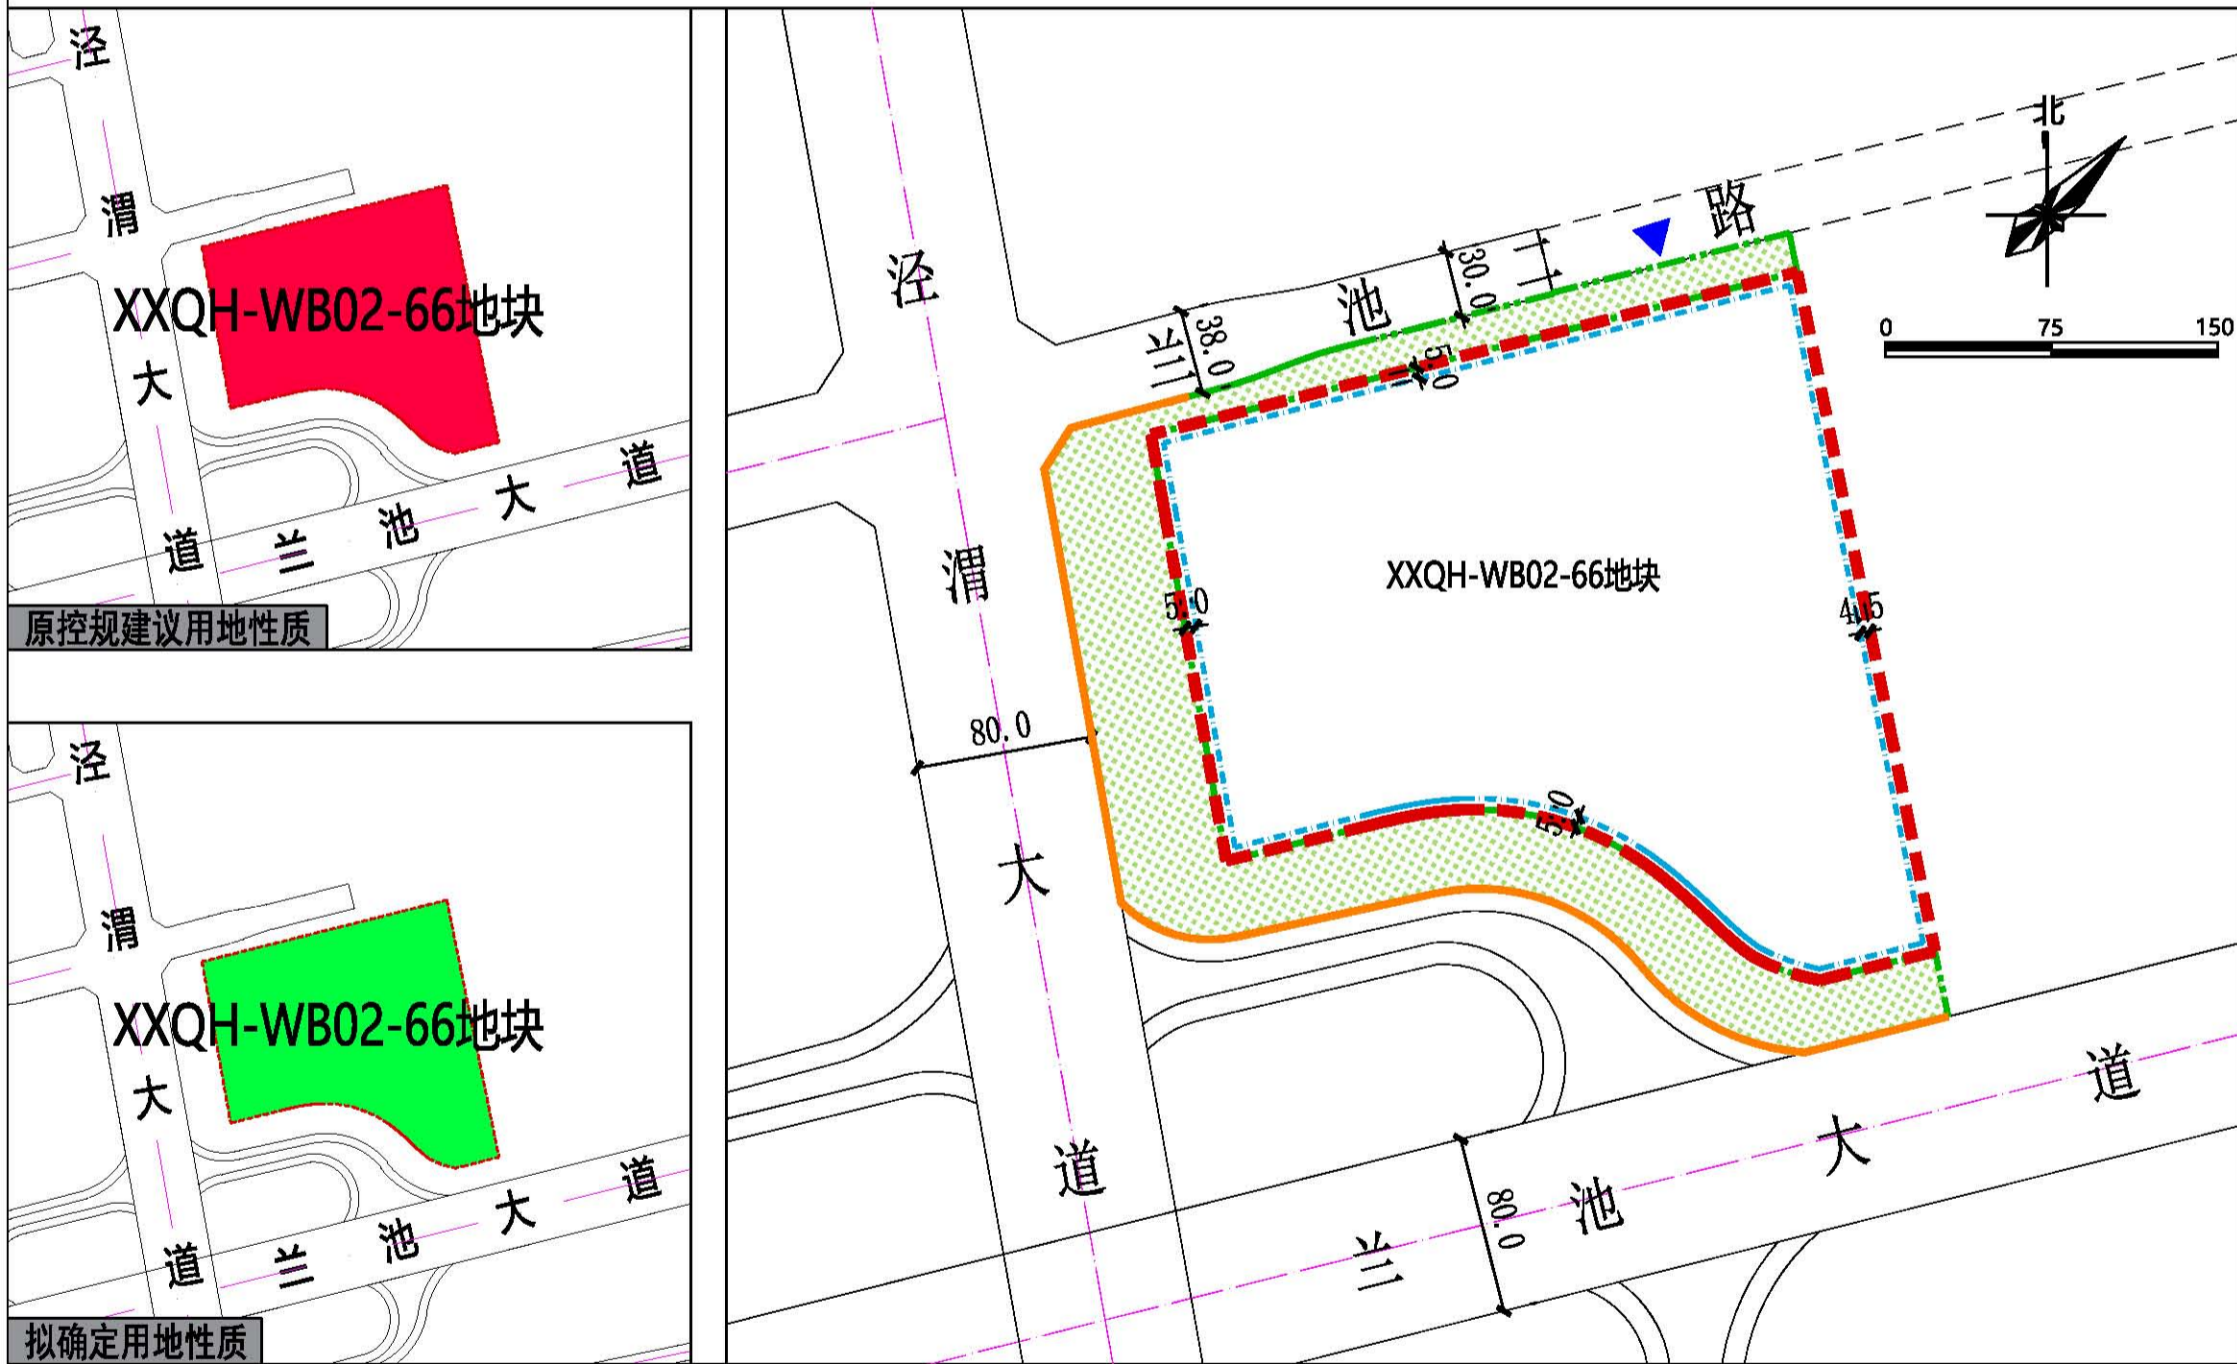 泾渭大道
XXQH-WB02-66地块
兰池大道
原控规建议用地性质
泾渭大道
XXQH-WB02-66地块
兰池大道
拟确定用地性质
北
0 75 150
兰池二路
38.0
30.0
5.0
泾渭大道
XXQH-WB02-66地块
5.0
4.5
80.0
5.0
兰池大道
80.0